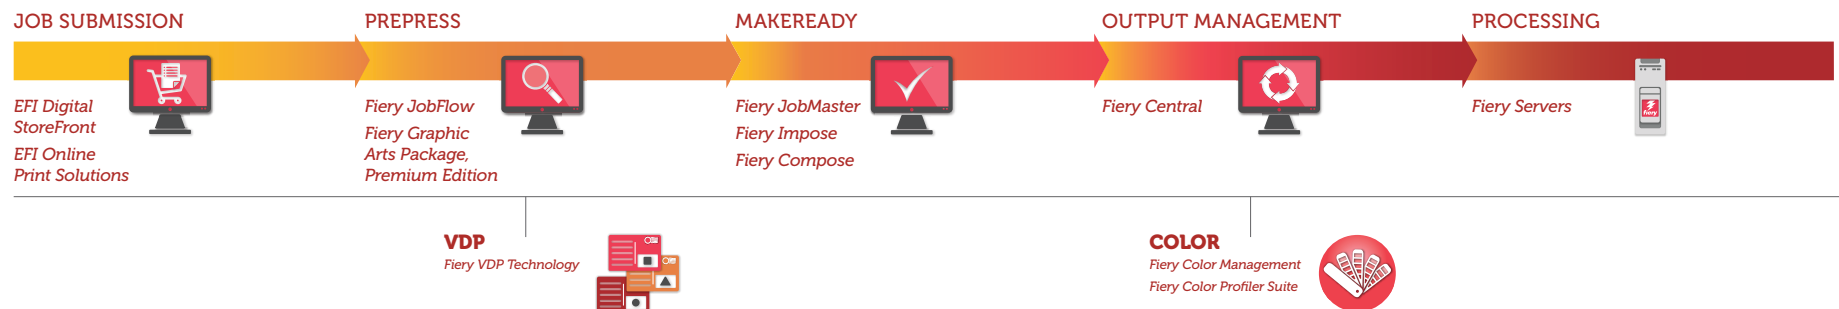 JOB SUBMISSION
EFI Digital
StoreFront
EFI Online
Print Solutions
PREPRESS
Fiery JobFlow
Fiery Graphic
Arts Package,
Premium Edition
MAKEREADY
Fiery JobMaster
Fiery Impose
Fiery Compose
OUTPUT MANAGEMENT
Fiery Central
PROCESSING
Fiery Servers
fiery
VDP
Fiery VDP Technology
COLOR
Fiery Color Management
Fiery Color Profiler Suite